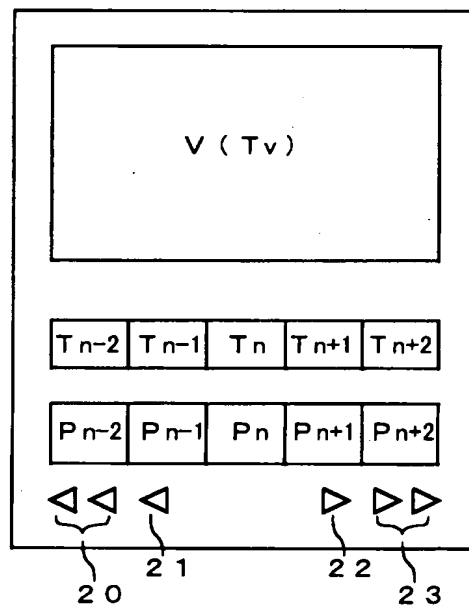 V ( Tv )
Tn-2 Tn-1 Tn Tn+1 Tn+2
Pn-2 Pn-1 Pn Pn+1 Pn+2
20 21 22 23